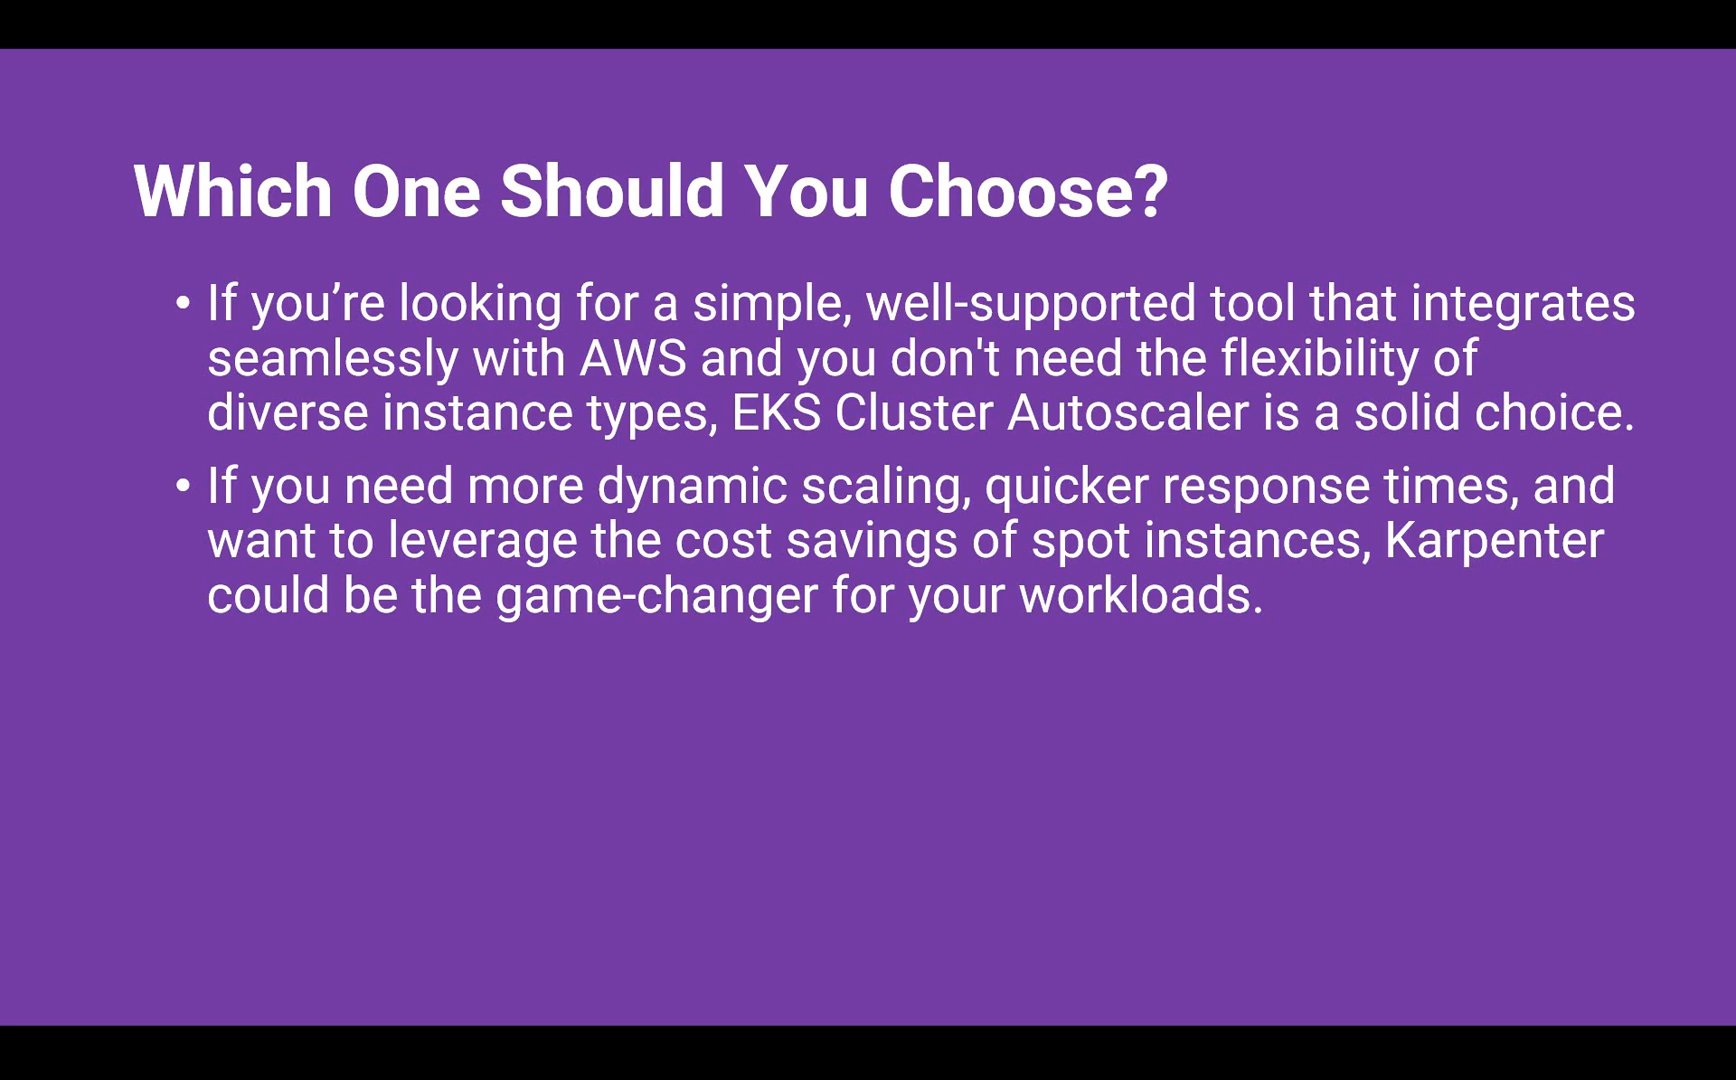 Which One Should You Choose?
• If you’re looking for a simple, well-supported tool that integrates
seamlessly with AWS and you don't need the flexibility of
diverse instance types, EKS Cluster Autoscaler is a solid choice.
• If you need more dynamic scaling, quicker response times, and
want to leverage the cost savings of spot instances, Karpenter
could be the game-changer for your workloads.